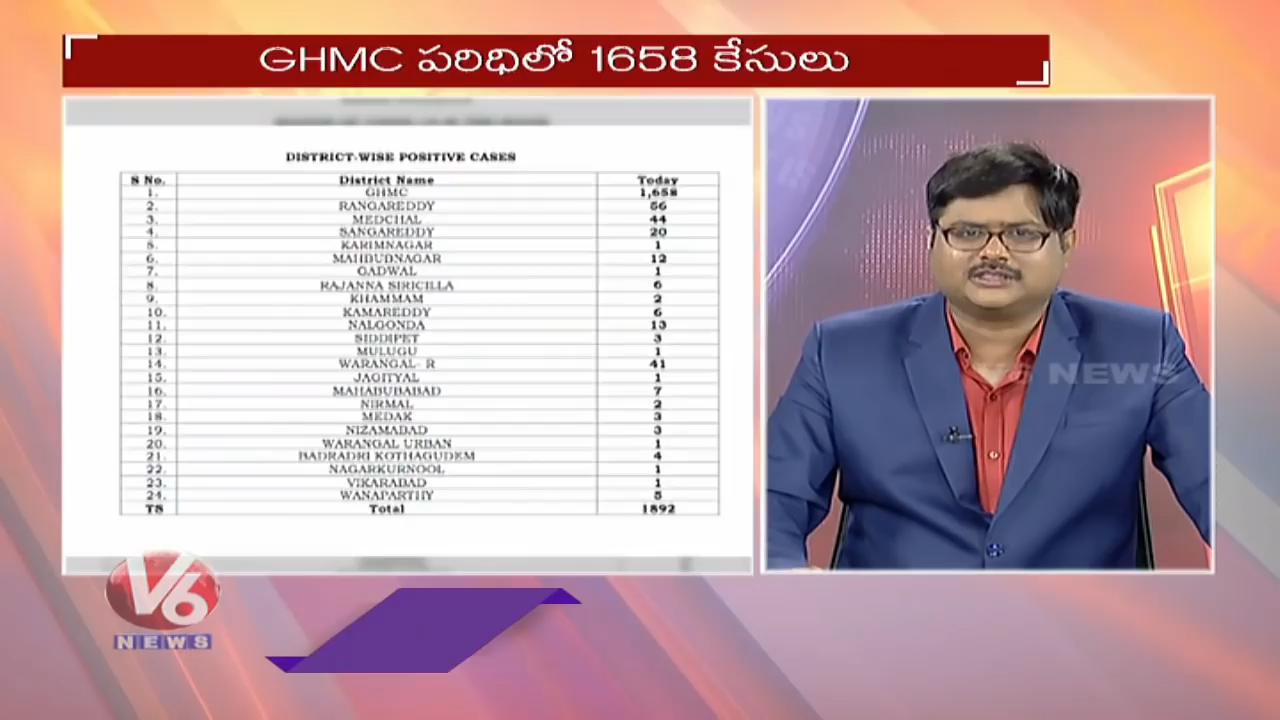 GHMC పరిధిలో 1658 కేసులు
DISTRICT-WISE POSITIVE CASES
S No. District Name Today
1. GHMC 1,658
2. RANGAREDDY 56
3. MEDCHAL 44
4. SANGAREDDY 20
5. KARIMNAGAR 1
6. MAHBUBNAGAR 12
7. GADWAL 1
8. RAJANNA SIRICILLA 6
9. KHAMMAM 2
10. KAMAREDDY 6
11. NALGONDA 13
12. SIDDIPET 3
13. MULUGU 1
14. WARANGAL- R 41
15. JAGITYAL 1
16. MAHABUBABAD 7
17. NIRMAL 2
18. MEDAK 3
19. NIZAMABAD 3
20. WARANGAL URBAN 1
21. BADRADRI KOTHAGUDEM 4
22. NAGARKURNOOL 1
23. VIKARABAD 1
24. WANAPARTHY 5
TS Total 1892
V6 NEWS
V6
NEWS